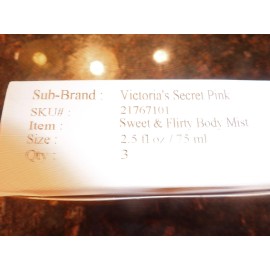 Sub-Brand : Victoria's Secret Pink
SKU# : 21767101
Item : Sweet & Flirty Body Mist
Size : 2.5 fl oz / 75 ml
Qty : 3